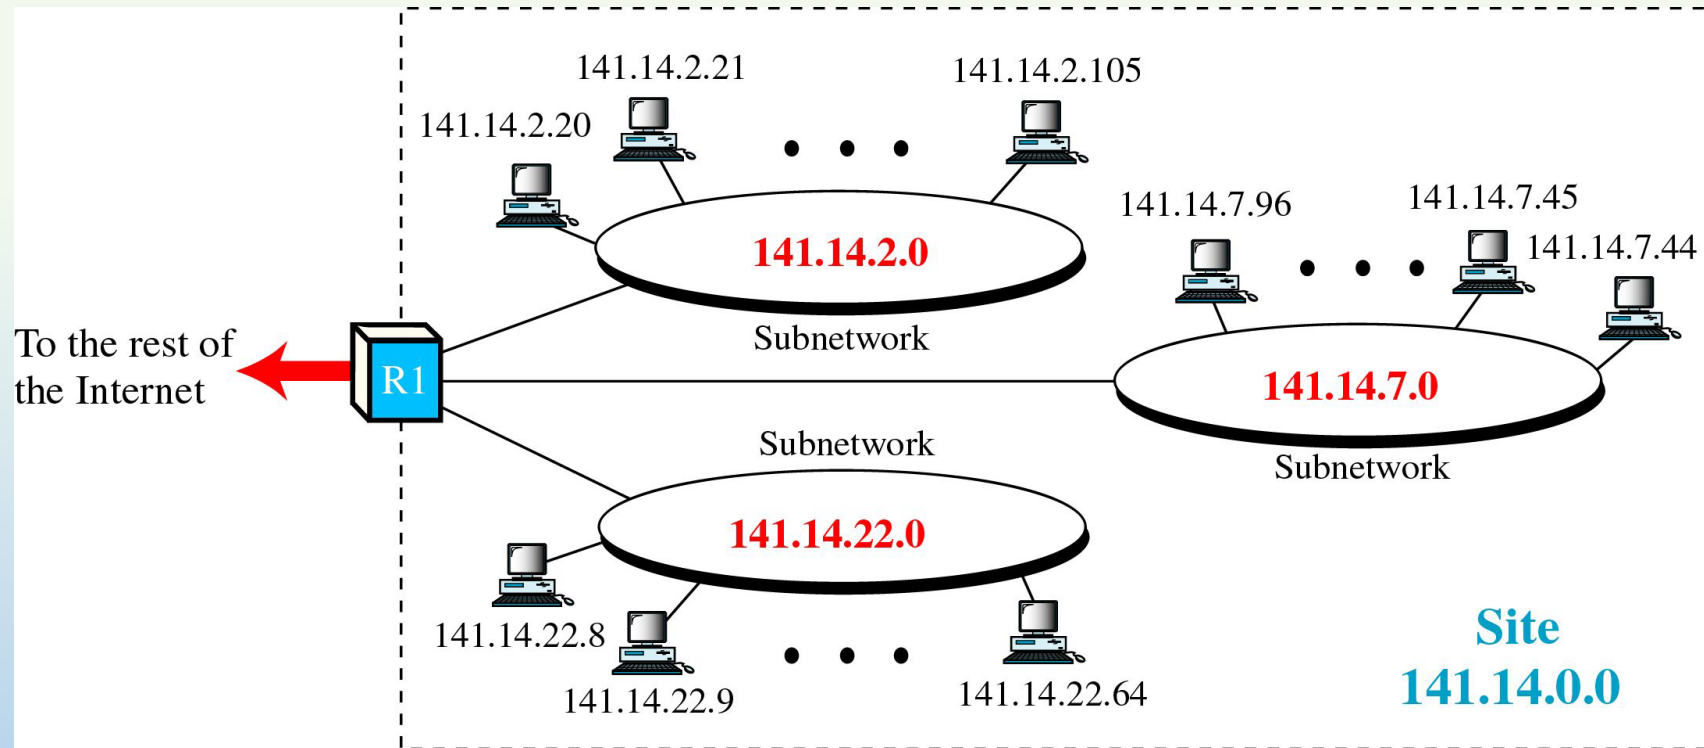 141.14.2.21
141.14.2.105
141.14.2.20
141.14.7.96
141.14.7.45
141.14.7.44
141.14.2.0
Subnetwork
To the rest of
the Internet
R1
141.14.7.0
Subnetwork
Subnetwork
141.14.22.0
141.14.22.8
141.14.22.9
141.14.22.64
Site
141.14.0.0